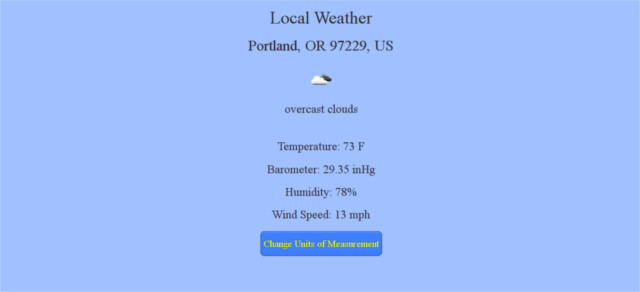 Local Weather
Portland, OR 97229, US
overcast clouds
Temperature: 73 F
Barometer: 29.35 inHg
Humidity: 78%
Wind Speed: 13 mph
Change Units of Measurement